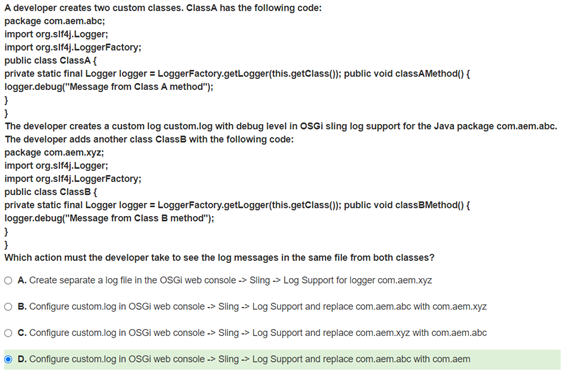 A developer creates two custom classes. ClassA has the following code:
package com.aem.abc;
import org.slf4j.Logger;
import org.slf4j.LoggerFactory;
public class ClassA {
private static final Logger logger = LoggerFactory.getLogger(this.getClass()); public void classAMethod() {
logger.debug("Message from Class A method");
}
}
The developer creates a custom log custom.log with debug level in OSGi sling log support for the Java package com.aem.abc.
The developer adds another class ClassB with the following code:
package com.aem.xyz;
import org.slf4j.Logger;
import org.slf4j.LoggerFactory;
public class ClassB {
private static final Logger logger = LoggerFactory.getLogger(this.getClass()); public void classBMethod() {
logger.debug("Message from Class B method");
}
}
Which action must the developer take to see the log messages in the same file from both classes?
A. Create separate a log file in the OSGi web console -> Sling -> Log Support for logger com.aem.xyz
B. Configure custom.log in OSGi web console -> Sling -> Log Support and replace com.aem.abc with com.aem.xyz
C. Configure custom.log in OSGi web console -> Sling -> Log Support and replace com.aem.xyz with com.aem.abc
D. Configure custom.log in OSGi web console -> Sling -> Log Support and replace com.aem.abc with com.aem